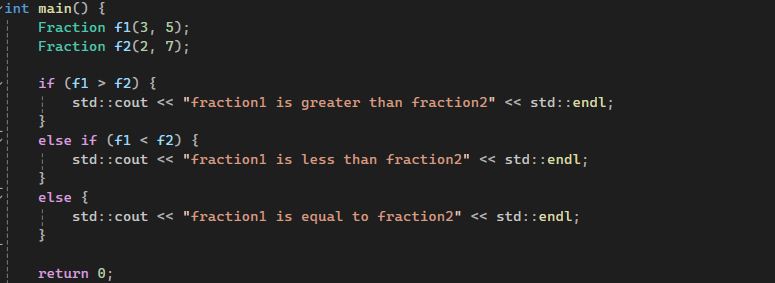 int main() {
    Fraction f1(3, 5);
    Fraction f2(2, 7);

    if (f1 > f2) {
        std::cout << "fraction1 is greater than fraction2" << std::endl;
    }
    else if (f1 < f2) {
        std::cout << "fraction1 is less than fraction2" << std::endl;
    }
    else {
        std::cout << "fraction1 is equal to fraction2" << std::endl;
    }

    return 0;